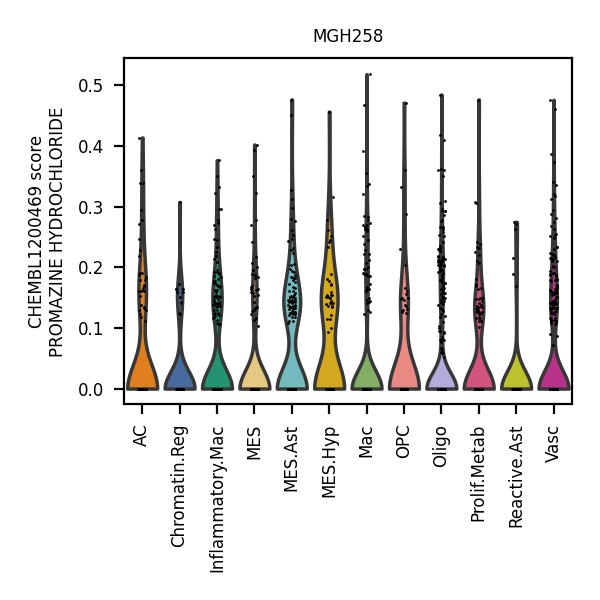 MGH258
CHEMBL1200469 score
PROMAZINE HYDROCHLORIDE
0.5
0.4
0.3
0.2
0.1
0.0
AC
Chromatin.Reg
Inflammatory.Mac
MES
MES.Ast
MES.Hyp
Mac
OPC
Oligo
Prolif.Metab
Reactive.Ast
Vasc